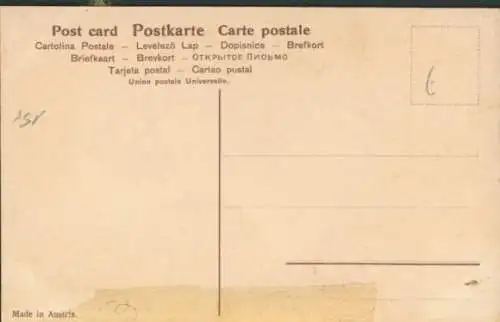 Post card Postkarte Carte postale
Cartolina Postale – Levelező Lap – Dopisnice – Brefkort
Briefkaart – Brevkort – ОТКРЫТОЕ ПИСЬМО
Tarjeta postal – Cartao postal
Union postale Universelle.
Made in Austria.